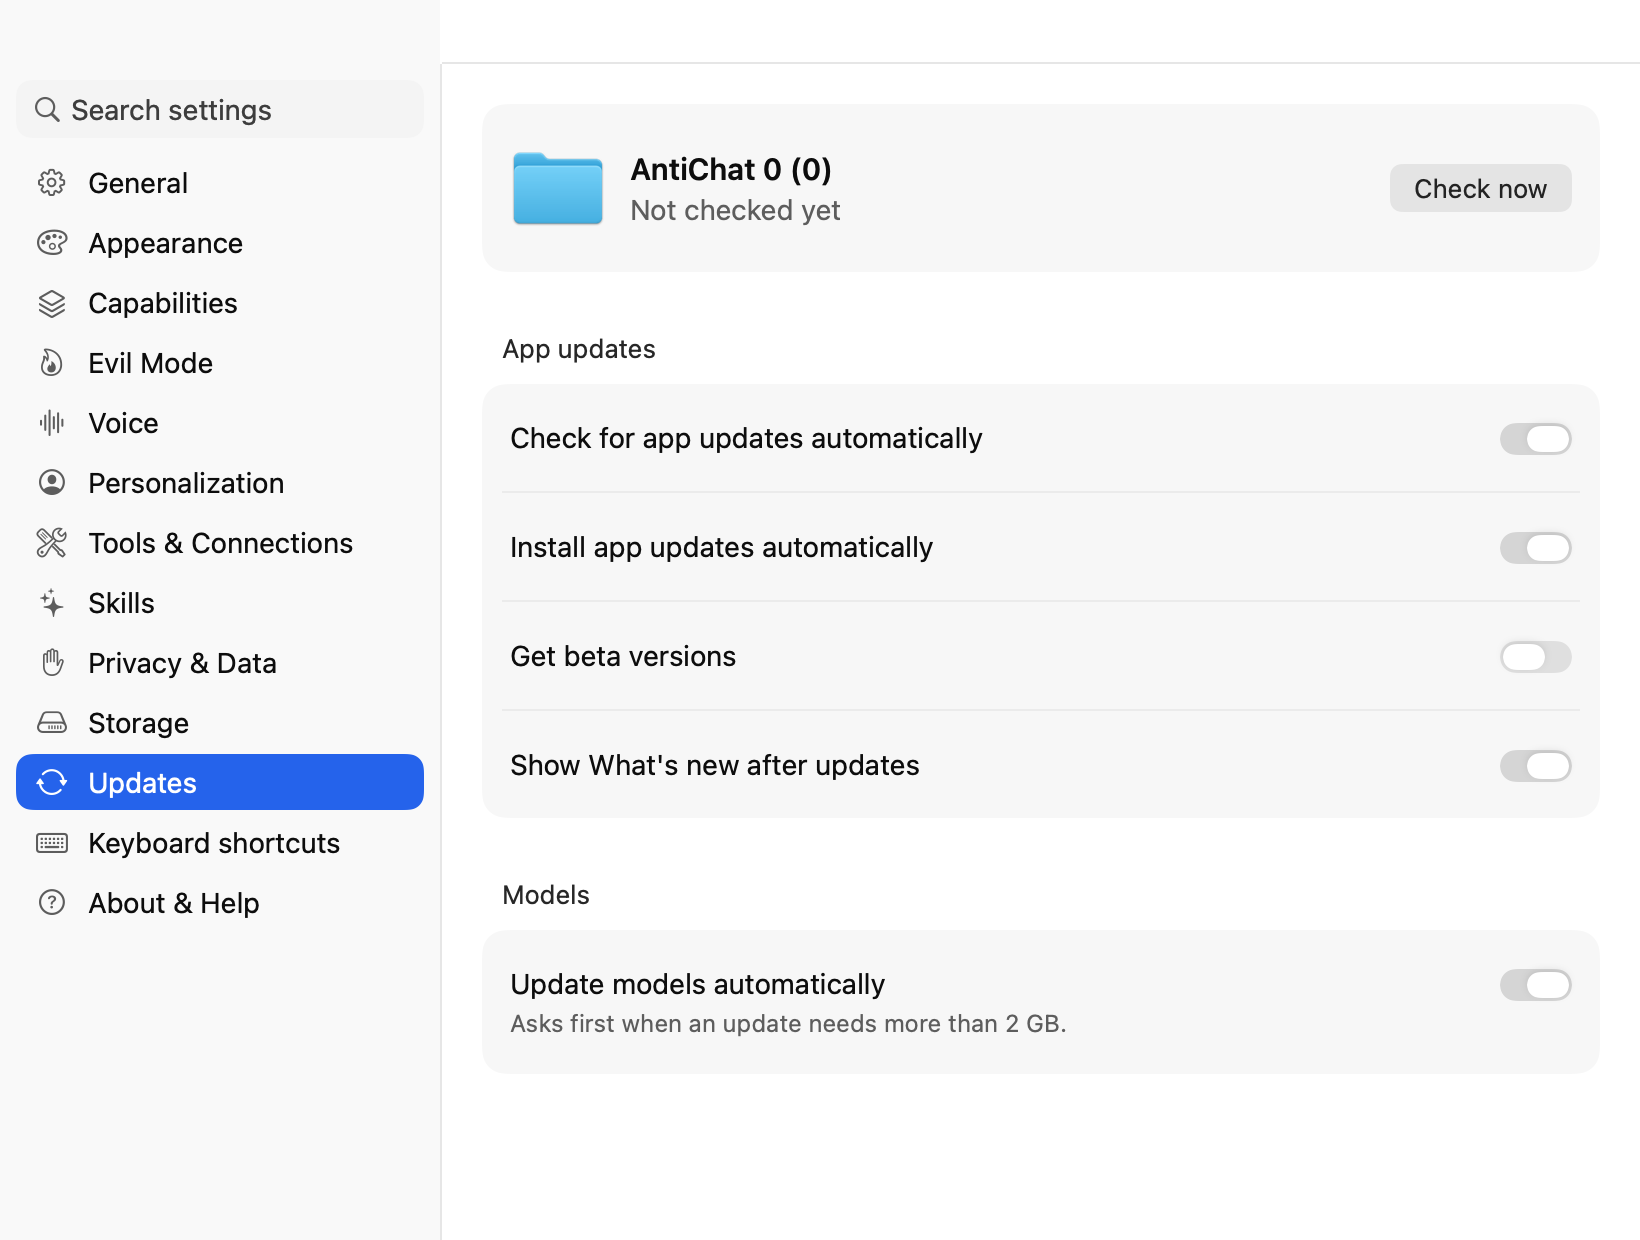 Search settings
General
Appearance
Capabilities
Evil Mode
Voice
Personalization
Tools & Connections
Skills
Privacy & Data
Storage
Updates
Keyboard shortcuts
About & Help
AntiChat 0 (0)
Not checked yet
Check now
App updates
Check for app updates automatically
Install app updates automatically
Get beta versions
Show What's new after updates
Models
Update models automatically
Asks first when an update needs more than 2 GB.